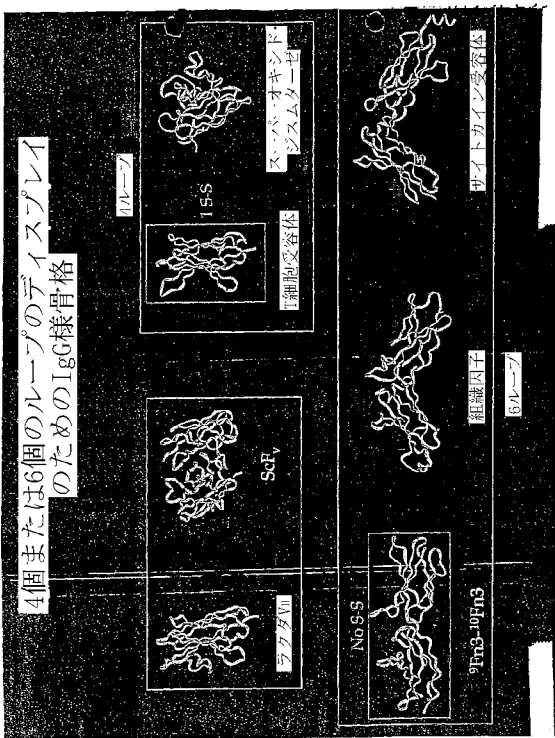 4個または6個のループのディスプレイ
のためのIgG様骨格
4ループ
ラクダVH
ScFv
1 S-S
T細胞受容体
スーパーオキシド・
ジスムターゼ
No S-S
⁹Fn3-¹⁰Fn3
組織因子
サイトカイン受容体
6ループ